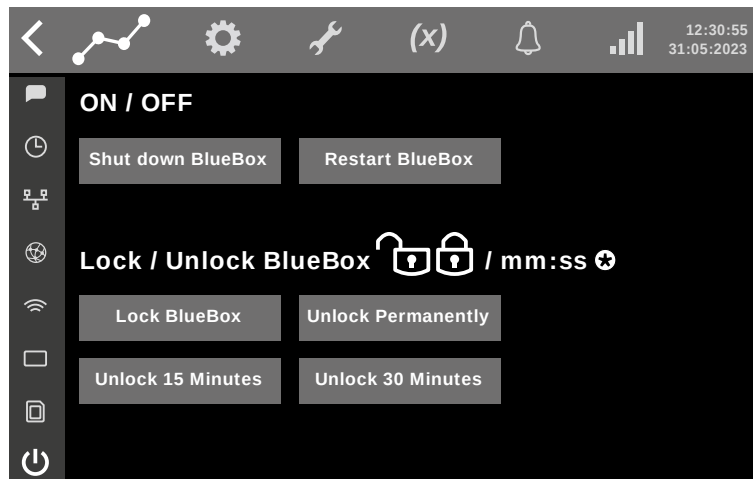 (x)
12:30:55
31:05:2023
ON / OFF
Shut down BlueBox
Restart BlueBox
Lock / Unlock BlueBox / mm:ss
Lock BlueBox
Unlock Permanently
Unlock 15 Minutes
Unlock 30 Minutes